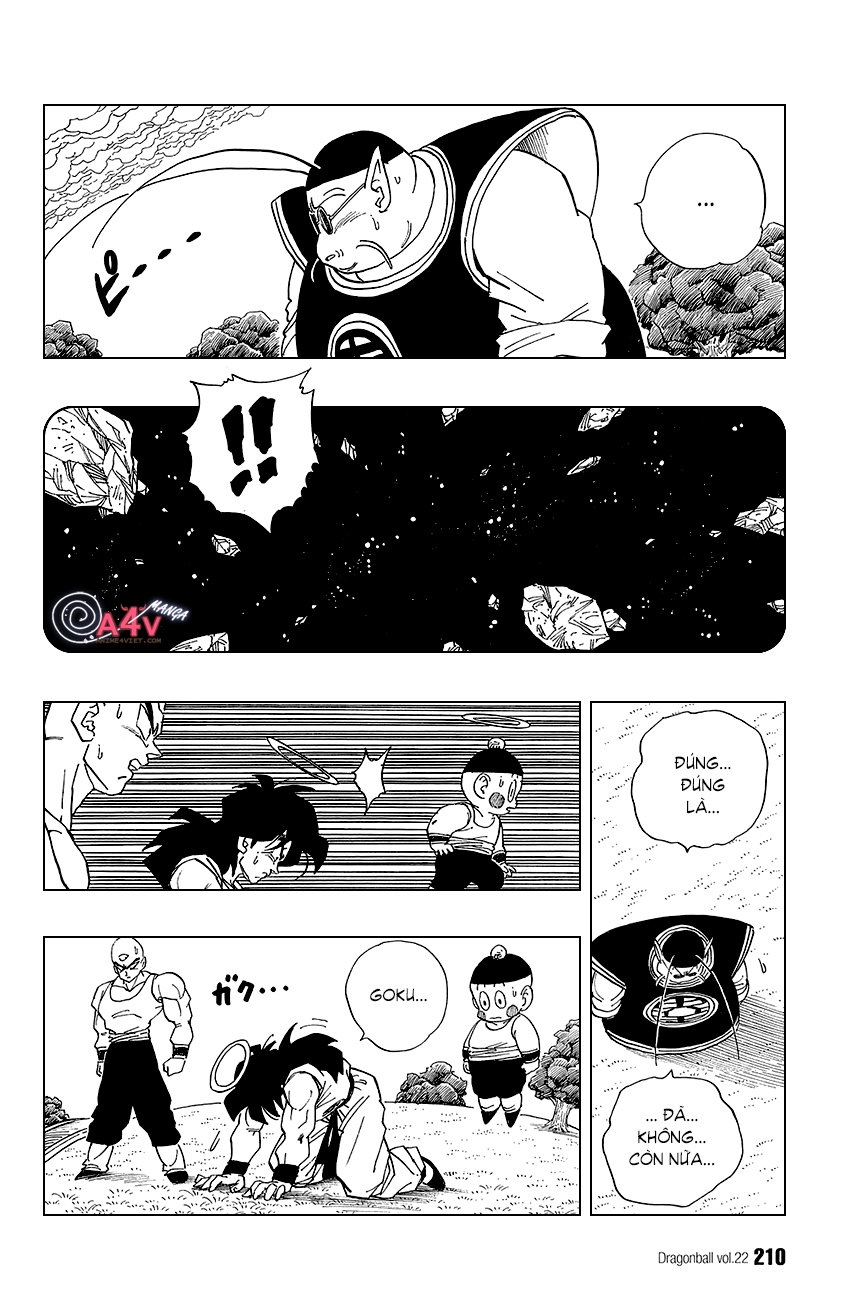 ...
ピ・・・・
!!
MANGA
A4V
ANIME4VIET.COM
ĐÚNG...
ĐÚNG
LÀ...
... ĐÃ...
KHÔNG...
CÒN NỮA...
GOKU...
ガク・・・
Dragonball vol.22 210